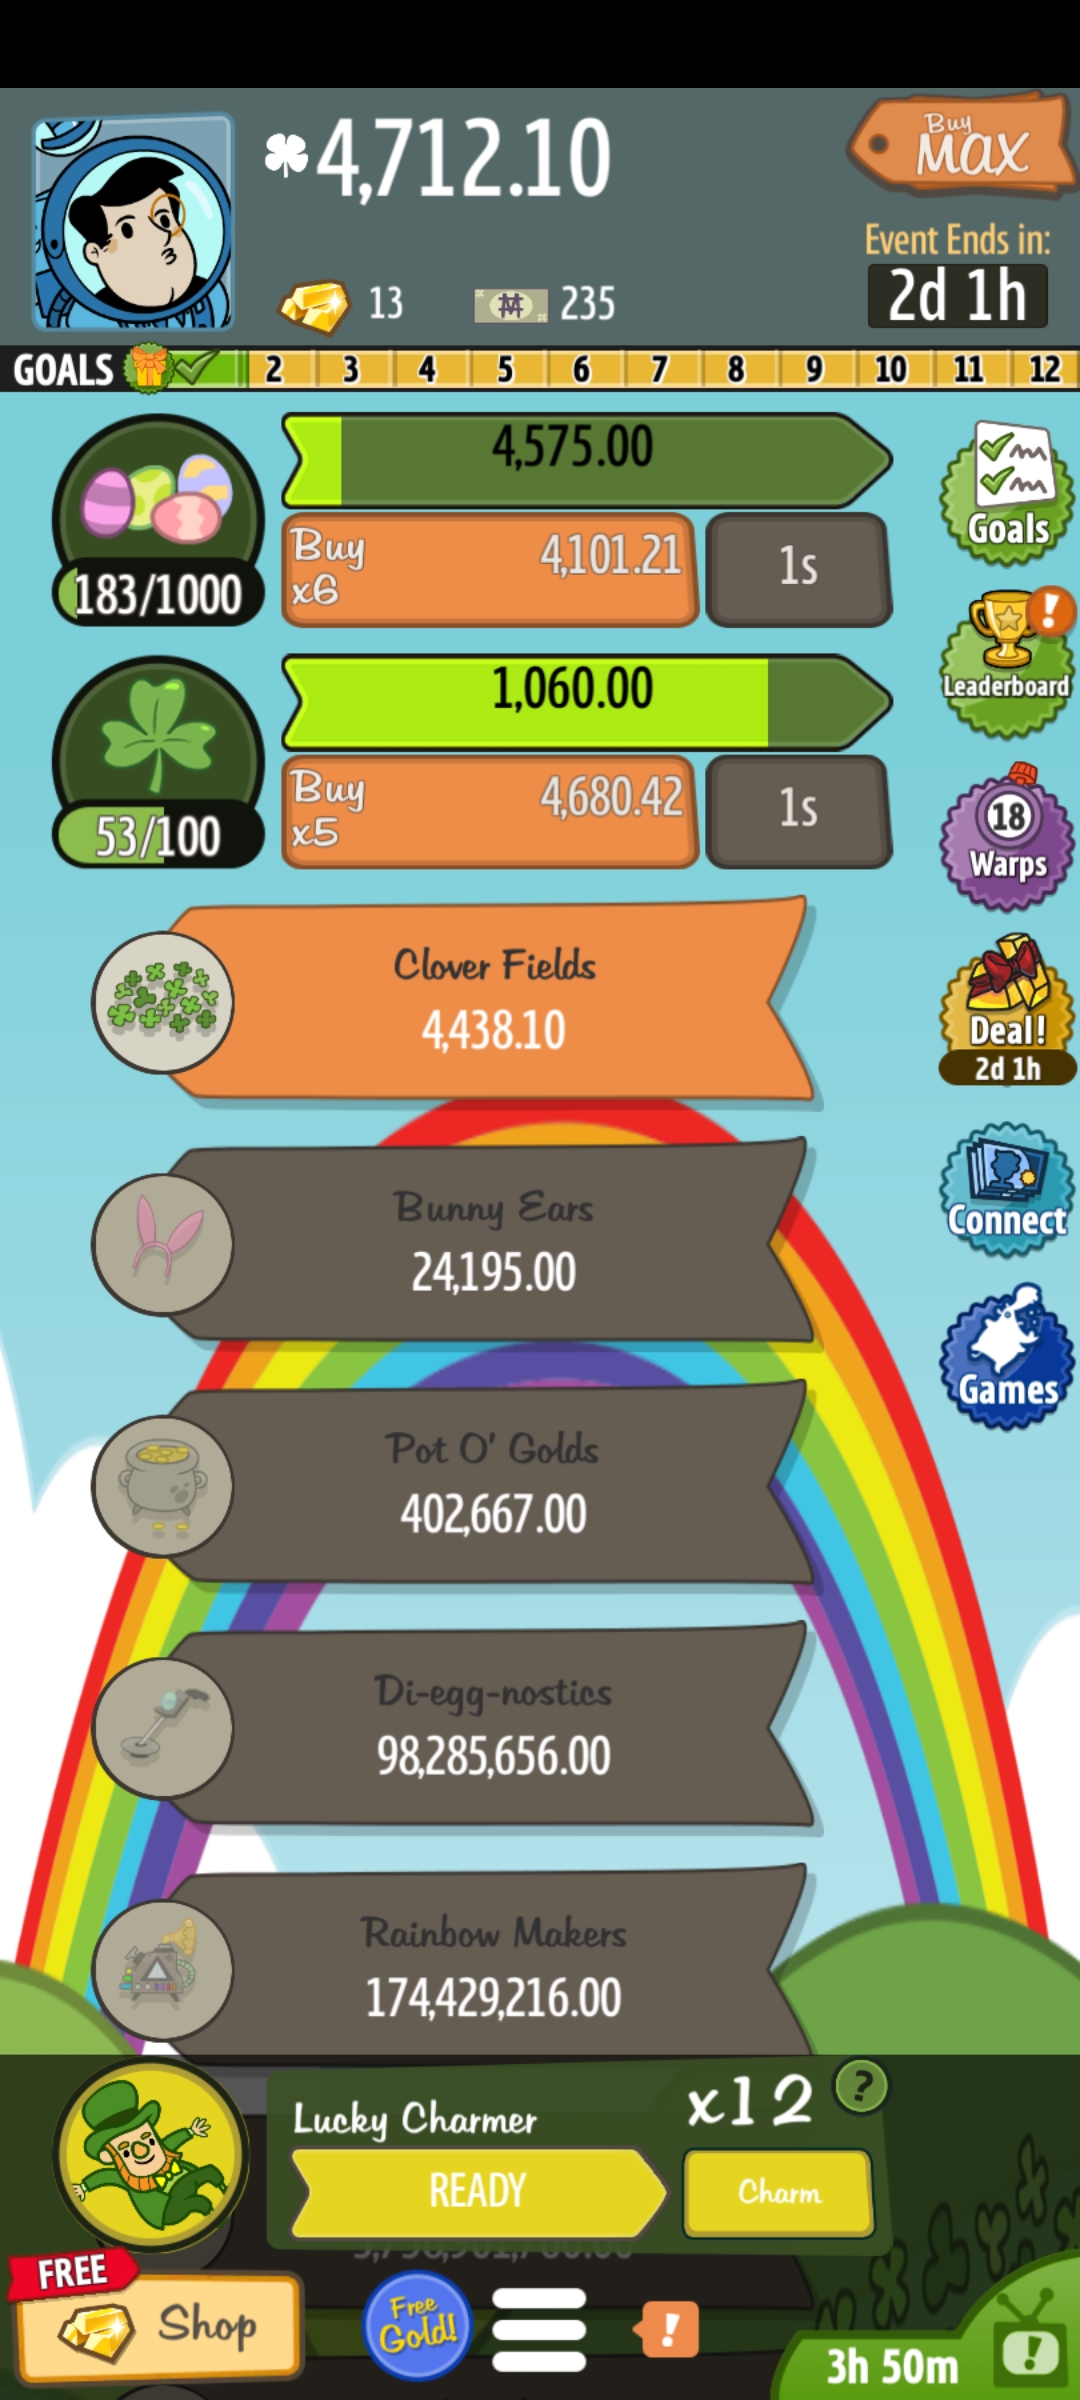 4,712.10
Buy
MAX
Event Ends in:
13
235
2d 1h
GOALS 2 3 4 5 6 7 8 9 10 11 12
4,575.00
Buy
x6
4,101.21
1s
183/1000
Goals
1,060.00
Buy
x5
4,680.42
1s
53/100
!
Leaderboard
18
Warps
Clover Fields
4,438.10
Deal!
2d 1h
Bunny Ears
24,195.00
Connect
Pot O' Golds
402,667.00
Games
Di-egg-nostics
98,285,656.00
Rainbow Makers
174,429,216.00
Lucky Charmer
x12
?
READY
Charm
FREE
Shop
Free
Gold!
!
3h 50m
!